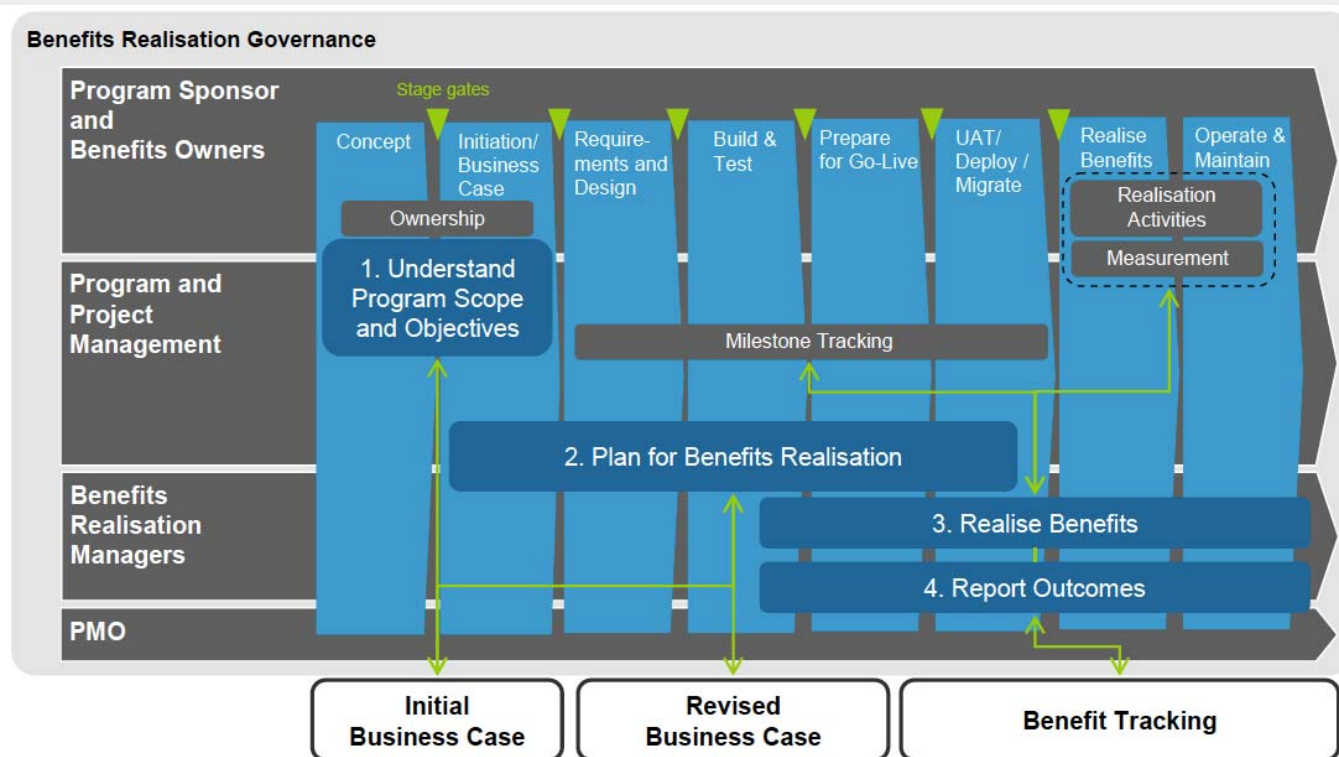 Benefits Realisation Governance
Program Sponsor
and
Benefits Owners
Stage gates
Concept
Initiation/
Business
Case
Require-
ments and
Design
Build &
Test
Prepare
for Go-Live
UAT/
Deploy /
Migrate
Realise
Benefits
Operate &
Maintain
Ownership
Realisation
Activities
Measurement
1. Understand
Program Scope
and Objectives
Program and
Project
Management
Milestone Tracking
2. Plan for Benefits Realisation
Benefits
Realisation
Managers
3. Realise Benefits
4. Report Outcomes
PMO
Initial
Business Case
Revised
Business Case
Benefit Tracking